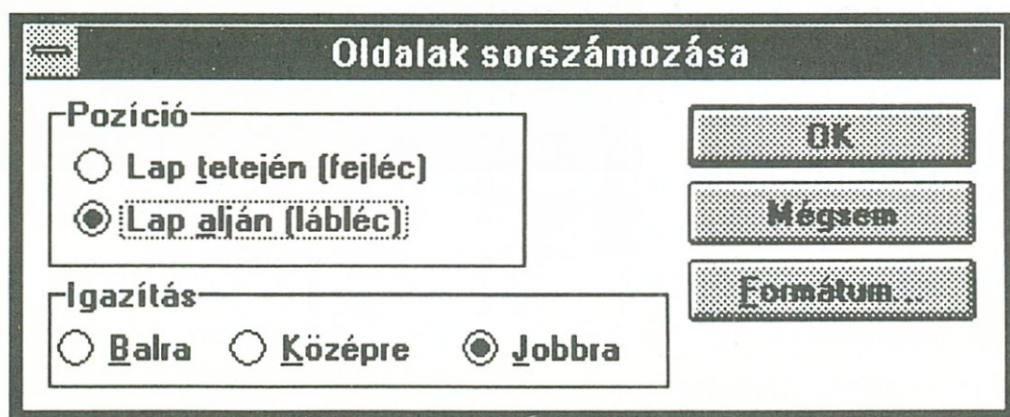 Oldalak sorszámozása
Pozíció
Lap tetején (fejléc)
Lap alján (lábléc)
Igazítás
Balra Középre Jobbra
OK
Mégsem
Formátum...